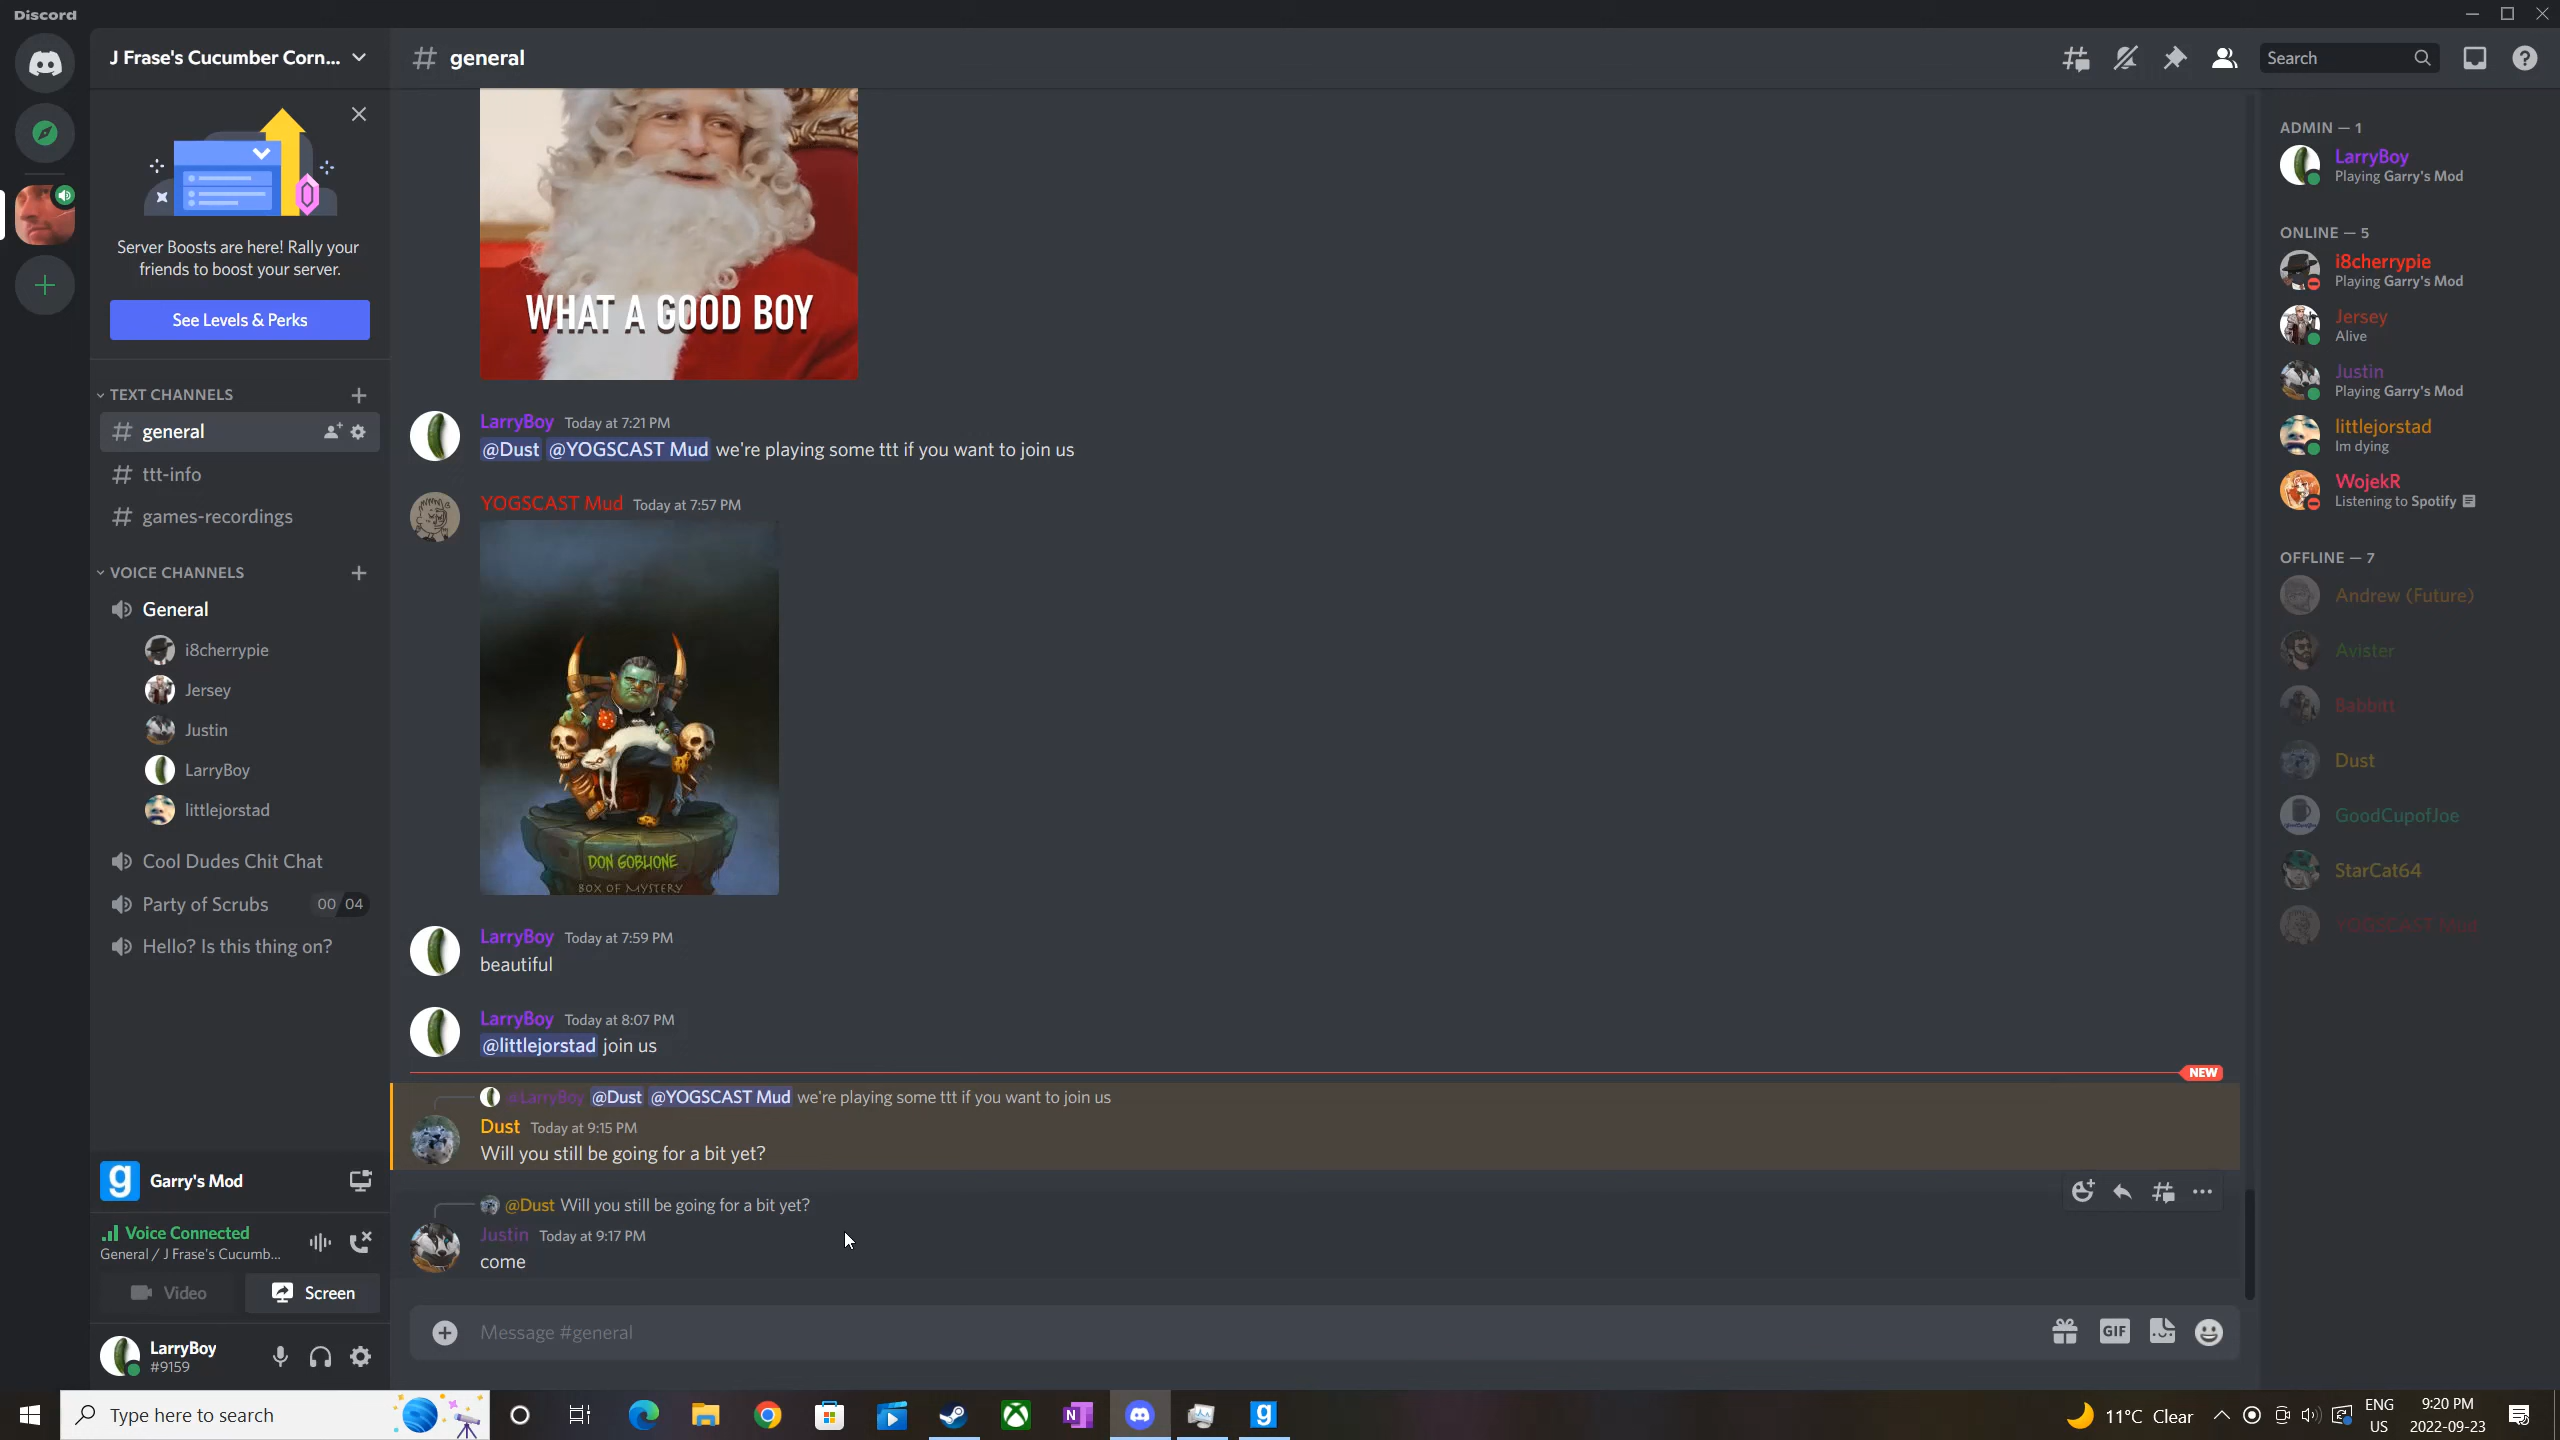 Discord
J Frase's Cucumber Corn...
Server Boosts are here! Rally your
friends to boost your server.
See Levels & Perks
TEXT CHANNELS
general
ttt-info
games-recordings
VOICE CHANNELS
General
i8cherrypie
Jersey
Justin
LarryBoy
littlejorstad
Cool Dudes Chit Chat
Party of Scrubs 00 04
Hello? Is this thing on?
Garry's Mod
Voice Connected
General / J Frase's Cucumb...
Video Screen
LarryBoy
#9159
general
Search
WHAT A GOOD BOY
LarryBoy Today at 7:21 PM
@Dust @YOGSCAST Mud we're playing some ttt if you want to join us
YOGSCAST Mud Today at 7:57 PM
DON GOBLIONE
BOX OF MYSTERY
LarryBoy Today at 7:59 PM
beautiful
LarryBoy Today at 8:07 PM
@littlejorstad join us
NEW
@LarryBoy @Dust @YOGSCAST Mud we're playing some ttt if you want to join us
Dust Today at 9:15 PM
Will you still be going for a bit yet?
@Dust Will you still be going for a bit yet?
Justin Today at 9:17 PM
come
Message #general
GIF
ADMIN — 1
LarryBoy
Playing Garry's Mod
ONLINE — 5
i8cherrypie
Playing Garry's Mod
Jersey
Alive
Justin
Playing Garry's Mod
littlejorstad
Im dying
WojekR
Listening to Spotify
OFFLINE — 7
Andrew (Future)
Avister
Babbitt
Dust
GoodCupofJoe
StarCat64
YOGSCAST Mud
Type here to search
11°C Clear
ENG
US
9:20 PM
2022-09-23